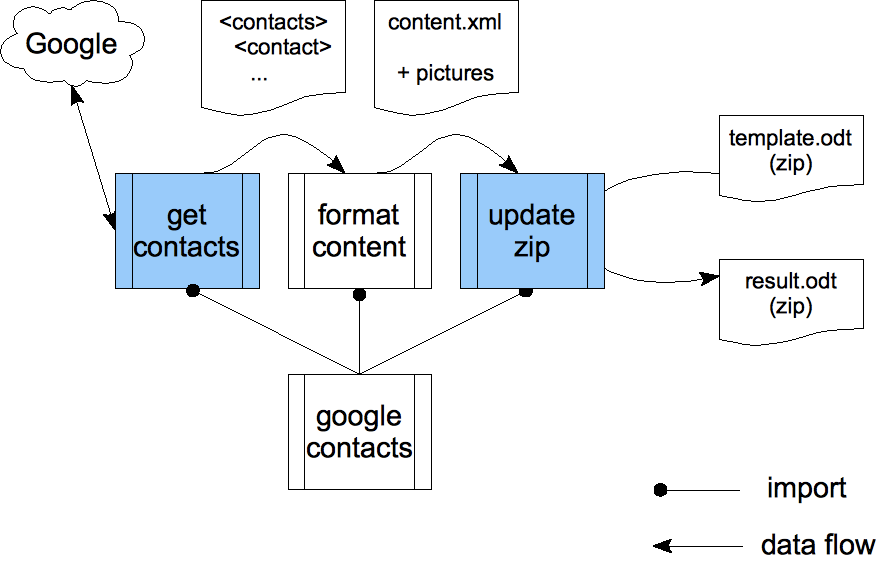 Google
<contacts>
<contact>
...
content.xml
+ pictures
template.odt
(zip)
get
contacts
format
content
update
zip
result.odt
(zip)
google
contacts
import
data flow